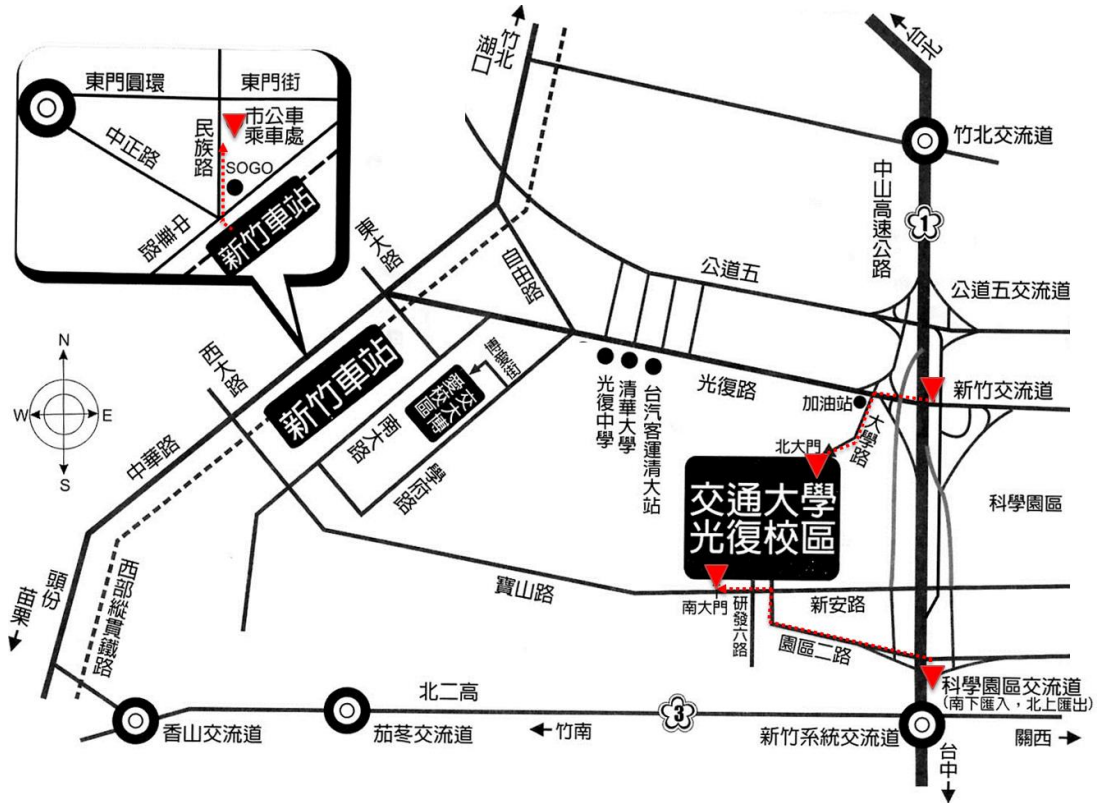 台北
竹北
湖口
東門圓環
東門街
市公車
乘車處
民族路
中正路
SOGO
中華路
新竹車站
竹北交流道
中山高速公路
1
東大路
自由路
公道五
公道五交流道
N
W
E
S
西大路
新竹車站
博愛街
交大博
愛校區
南大路
學府路
光復中學
清華大學
台汽客運清大站
光復路
加油站
大學路
新竹交流道
北大門
中華路
交通大學
光復校區
科學園區
頭份
苗栗
西部縱貫鐵路
寶山路
南大門
研發六路
新安路
園區二路
科學園區交流道
(南下匯入，北上匯出)
北二高
3
香山交流道
茄苳交流道
竹南
新竹系統交流道
關西
台中